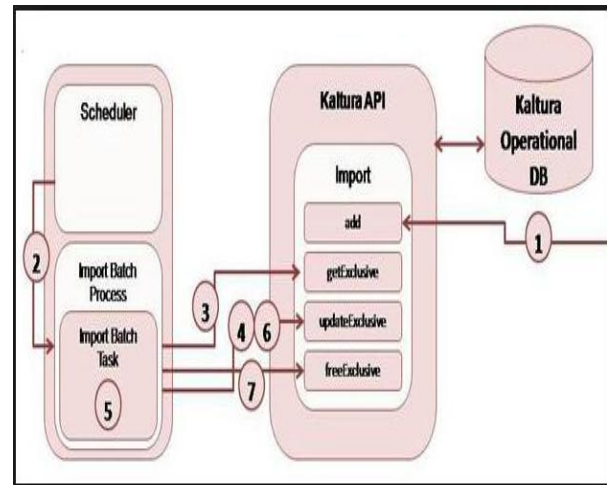 Scheduler
2
Import Batch
Process
Import Batch
Task
5
3
4
6
7
Kaltura API
Import
add
getExclusive
updateExclusive
freeExclusive
Kaltura
Operational
DB
1